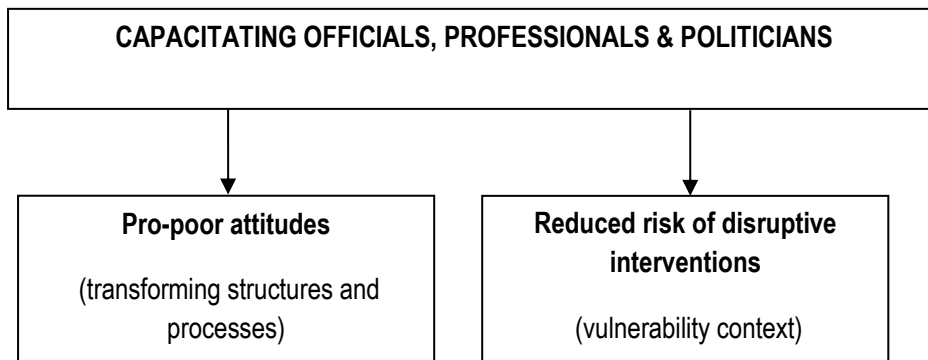 CAPACITATING OFFICIALS, PROFESSIONALS & POLITICIANS
Pro-poor attitudes
(transforming structures and
processes)
Reduced risk of disruptive
interventions
(vulnerability context)